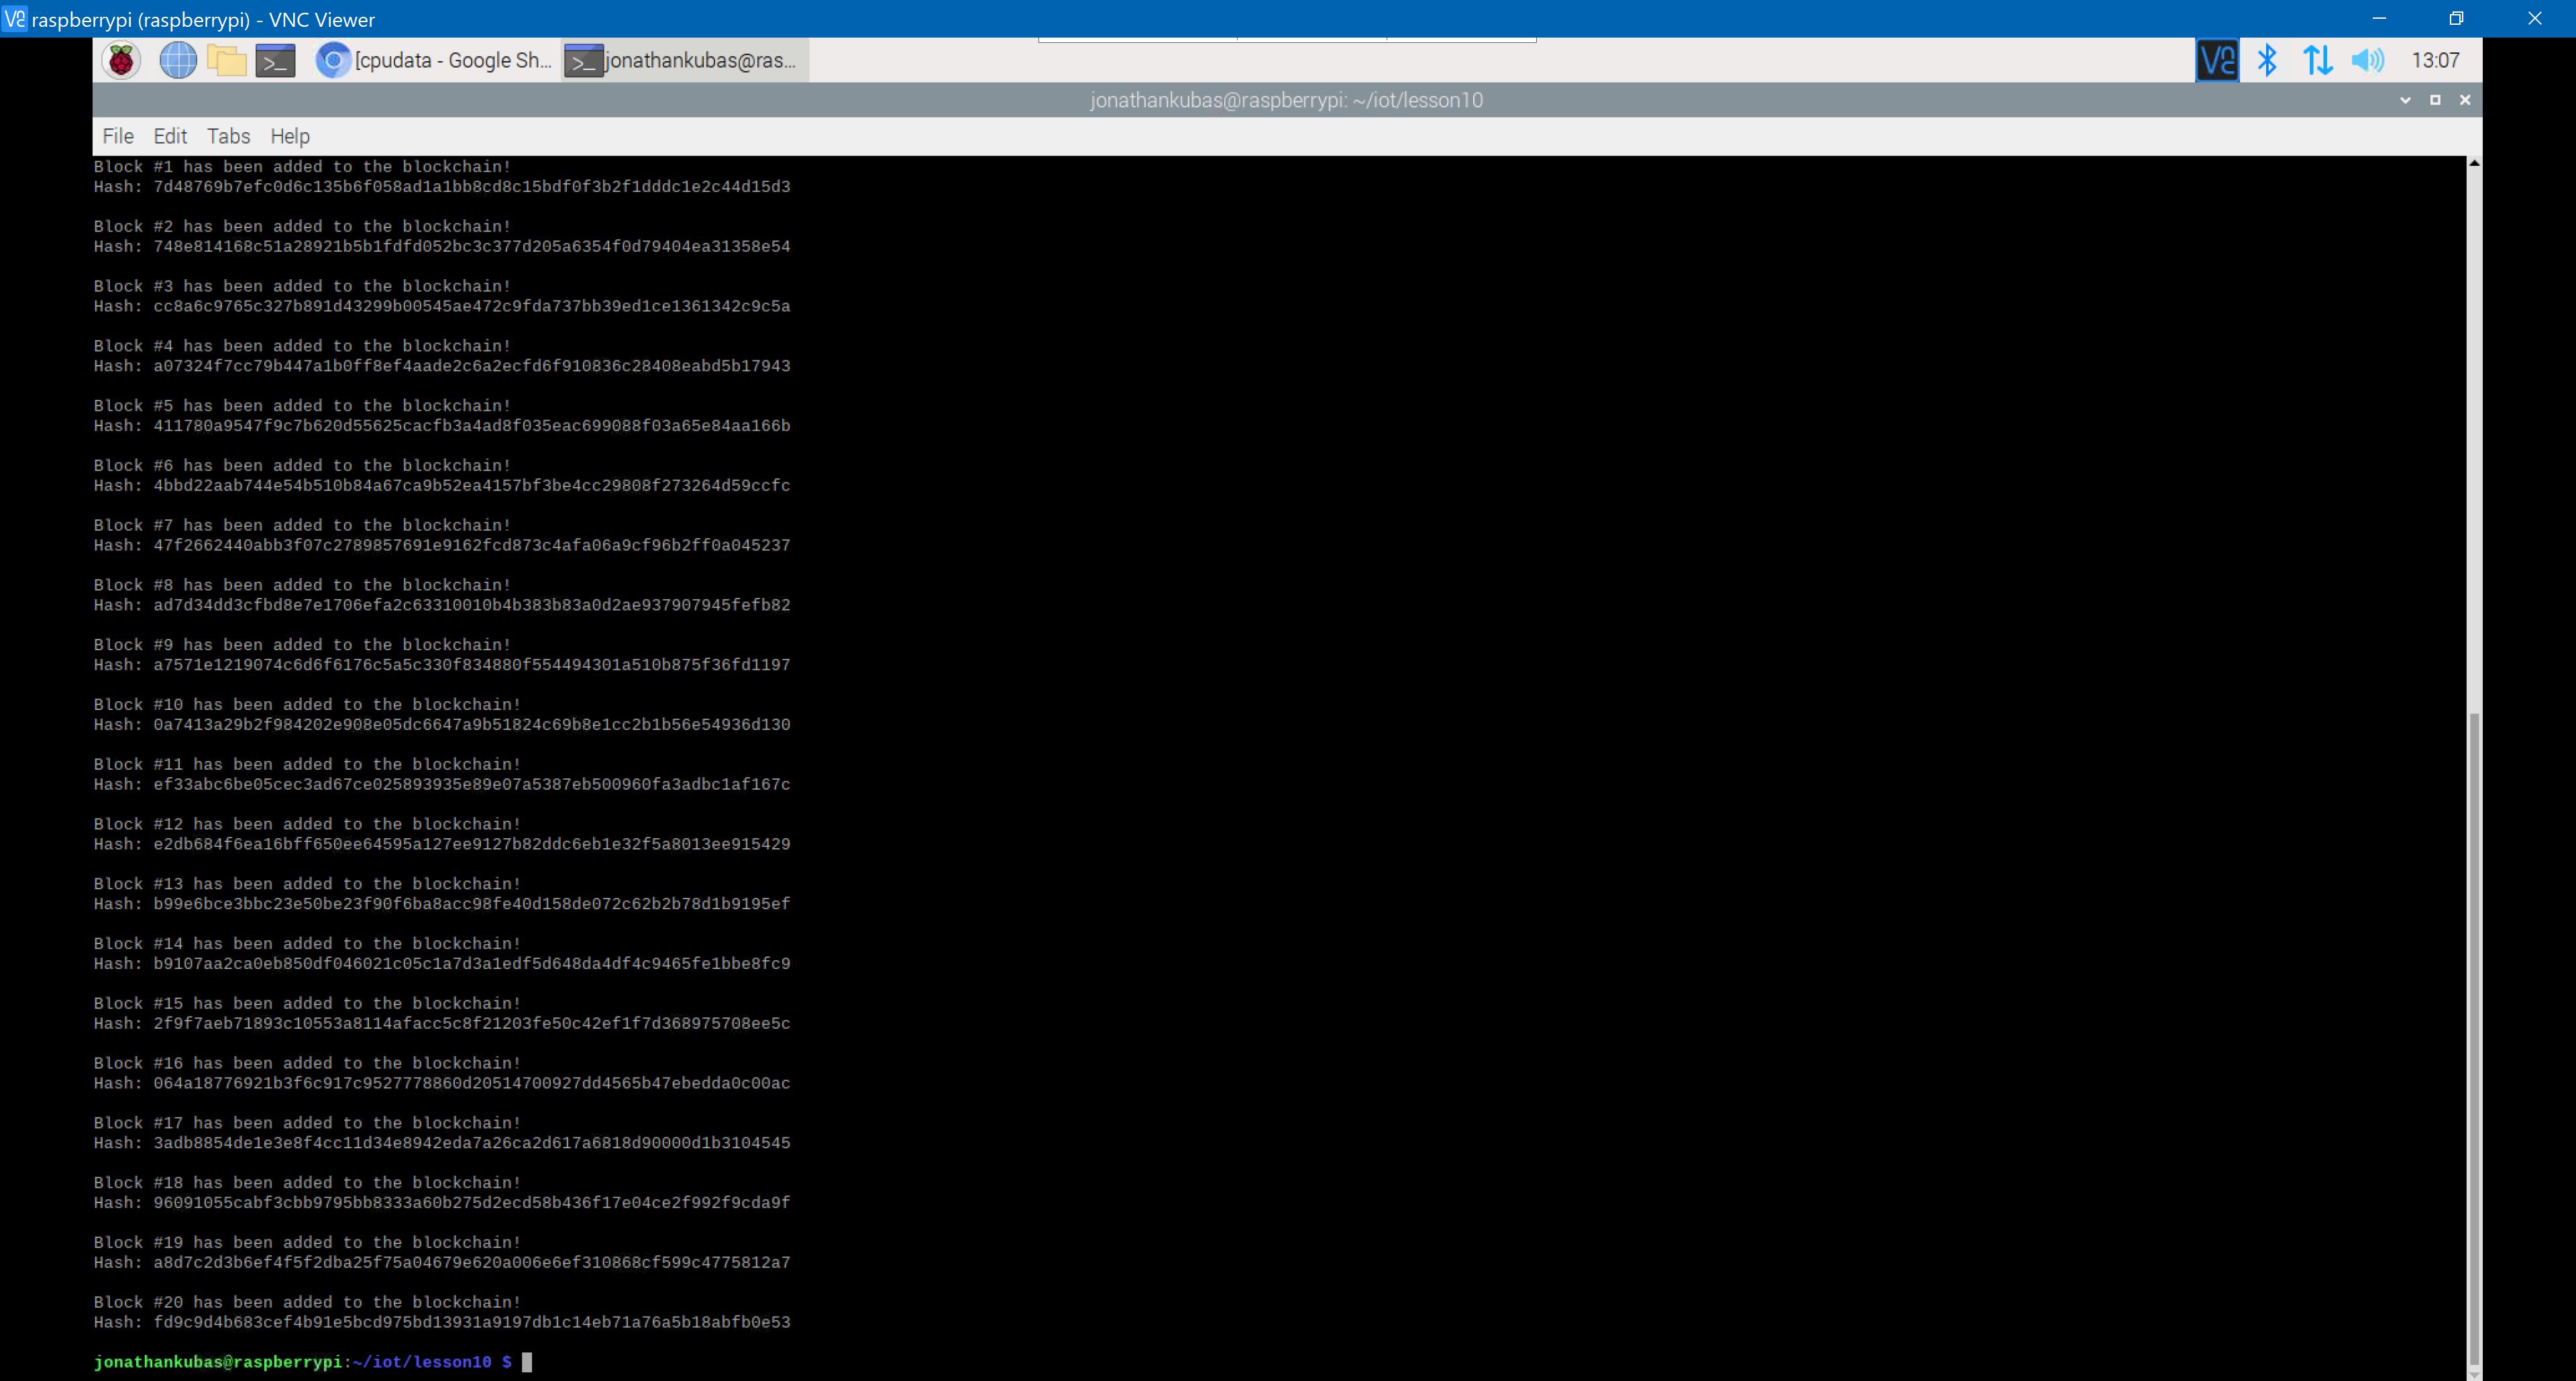 raspberrypi (raspberrypi) - VNC Viewer
[cpudata - Google Sh... jonathankubas@ras... 13:07
jonathankubas@raspberrypi: ~/iot/lesson10
File Edit Tabs Help
Block #1 has been added to the blockchain!
Hash: 7d48769b7efc0d6c135b6f058ad1a1bb8cd8c15bdf0f3b2f1dddc1e2c44d15d3
Block #2 has been added to the blockchain!
Hash: 748e814168c51a28921b5b1fdfd052bc3c377d205a6354f0d79404ea31358e54
Block #3 has been added to the blockchain!
Hash: cc8a6c9765c327b891d43299b00545ae472c9fda737bb39ed1ce1361342c9c5a
Block #4 has been added to the blockchain!
Hash: a07324f7cc79b447a1b0ff8ef4aade2c6a2ecfd6f910836c28408eabd5b17943
Block #5 has been added to the blockchain!
Hash: 411780a9547f9c7b620d55625cacfb3a4ad8f035eac699088f03a65e84aa166b
Block #6 has been added to the blockchain!
Hash: 4bbd22aab744e54b510b84a67ca9b52ea4157bf3be4cc29808f273264d59ccfc
Block #7 has been added to the blockchain!
Hash: 47f2662440abb3f07c2789857691e9162fcd873c4afa06a9cf96b2ff0a045237
Block #8 has been added to the blockchain!
Hash: ad7d34dd3cfbd8e7e1706efa2c63310010b4b383b83a0d2ae937907945fefb82
Block #9 has been added to the blockchain!
Hash: a7571e1219074c6d6f6176c5a5c330f834880f554494301a510b875f36fd1197
Block #10 has been added to the blockchain!
Hash: 0a7413a29b2f984202e908e05dc6647a9b51824c69b8e1cc2b1b56e54936d130
Block #11 has been added to the blockchain!
Hash: ef33abc6be05cec3ad67ce025893935e89e07a5387eb500960fa3adbc1af167c
Block #12 has been added to the blockchain!
Hash: e2db684f6ea16bff650ee64595a127ee9127b82ddc6eb1e32f5a8013ee915429
Block #13 has been added to the blockchain!
Hash: b99e6bce3bbc23e50be23f90f6ba8acc98fe40d158de072c62b2b78d1b9195ef
Block #14 has been added to the blockchain!
Hash: b9107aa2ca0eb850df046021c05c1a7d3a1edf5d648da4df4c9465fe1bbe8fc9
Block #15 has been added to the blockchain!
Hash: 2f9f7aeb71893c10553a8114afacc5c8f21203fe50c42ef1f7d368975708ee5c
Block #16 has been added to the blockchain!
Hash: 064a18776921b3f6c917c9527778860d20514700927dd4565b47ebedda0c00ac
Block #17 has been added to the blockchain!
Hash: 3adb8854de1e3e8f4cc11d34e8942eda7a26ca2d617a6818d90000d1b3104545
Block #18 has been added to the blockchain!
Hash: 96091055cabf3cbb9795bb8333a60b275d2ecd58b436f17e04ce2f992f9cda9f
Block #19 has been added to the blockchain!
Hash: a8d7c2d3b6ef4f5f2dba25f75a04679e620a006e6ef310868cf599c4775812a7
Block #20 has been added to the blockchain!
Hash: fd9c9d4b683cef4b91e5bcd975bd13931a9197db1c14eb71a76a5b18abfb0e53
jonathankubas@raspberrypi:~/iot/lesson10 $